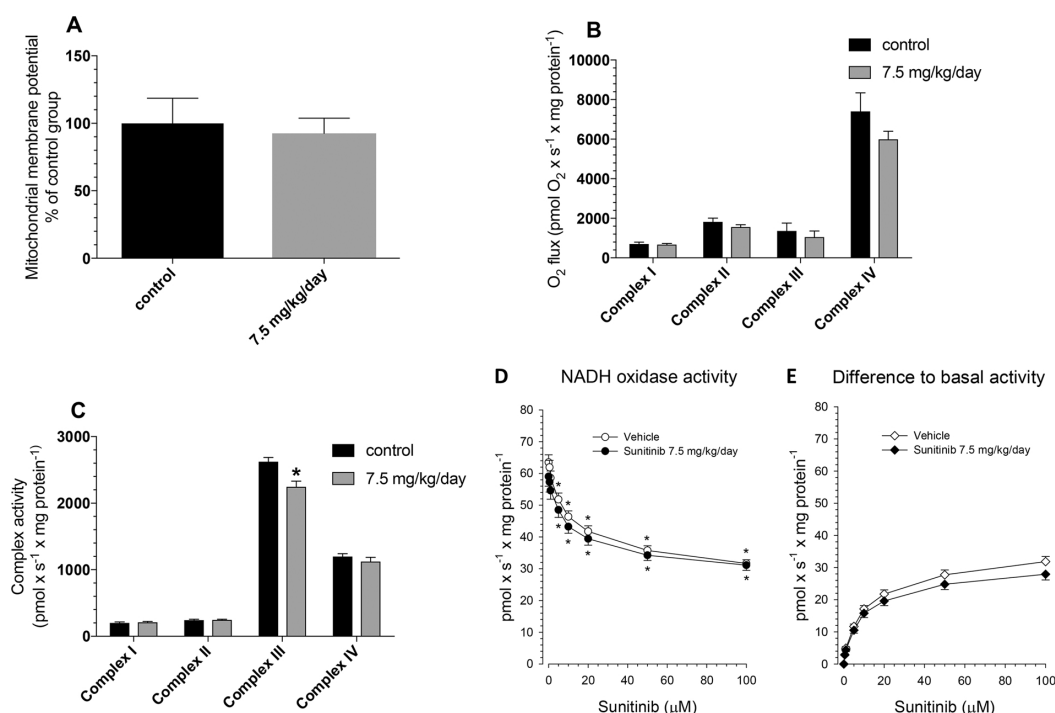 A
Mitochondrial membrane potential
% of control group
150
100
50
0
control
7.5 mg/kg/day
B
control
7.5 mg/kg/day
O₂ flux (pmol O₂ x s⁻¹ x mg protein⁻¹)
10000
8000
6000
4000
2000
0
Complex I
Complex II
Complex III
Complex IV
C
control
7.5 mg/kg/day
Complex activity
(pmol x s⁻¹ x mg protein⁻¹)
3000
2000
1000
0
*
Complex I
Complex II
Complex III
Complex IV
D NADH oxidase activity
Vehicle
Sunitinib 7.5 mg/kg/day
pmol x s⁻¹ x mg protein⁻¹
80
70
60
50
40
30
20
10
0
* * * * *
* * * * *
0 20 40 60 80 100
Sunitinib (μM)
E Difference to basal activity
Vehicle
Sunitinib 7.5 mg/kg/day
pmol x s⁻¹ x mg protein⁻¹
80
70
60
50
40
30
20
10
0
0 20 40 60 80 100
Sunitinib (μM)